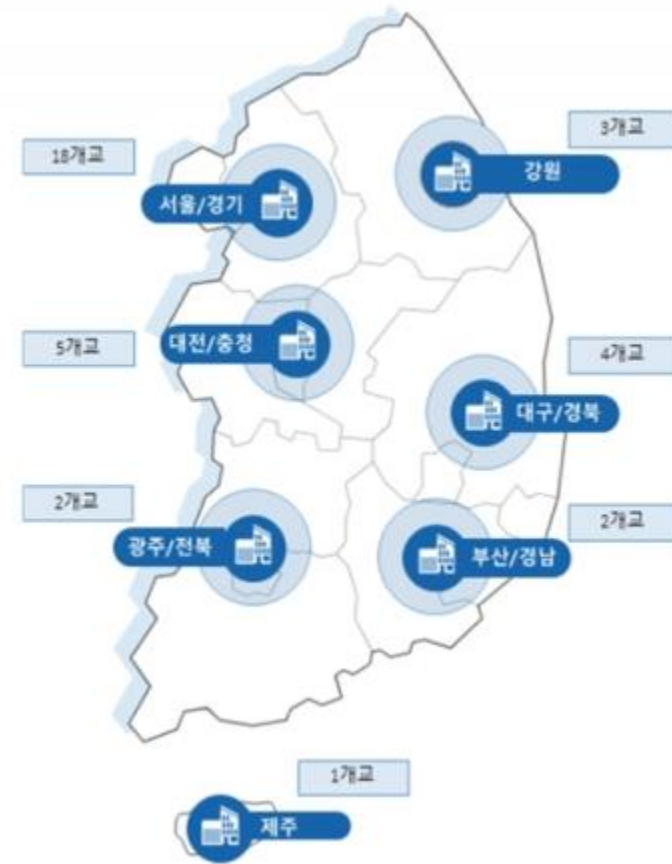 3개교
18개교
강원
서울/경기
5개교
대전/충청
4개교
대구/경북
2개교
광주/전북
2개교
부산/경남
1개교
제주